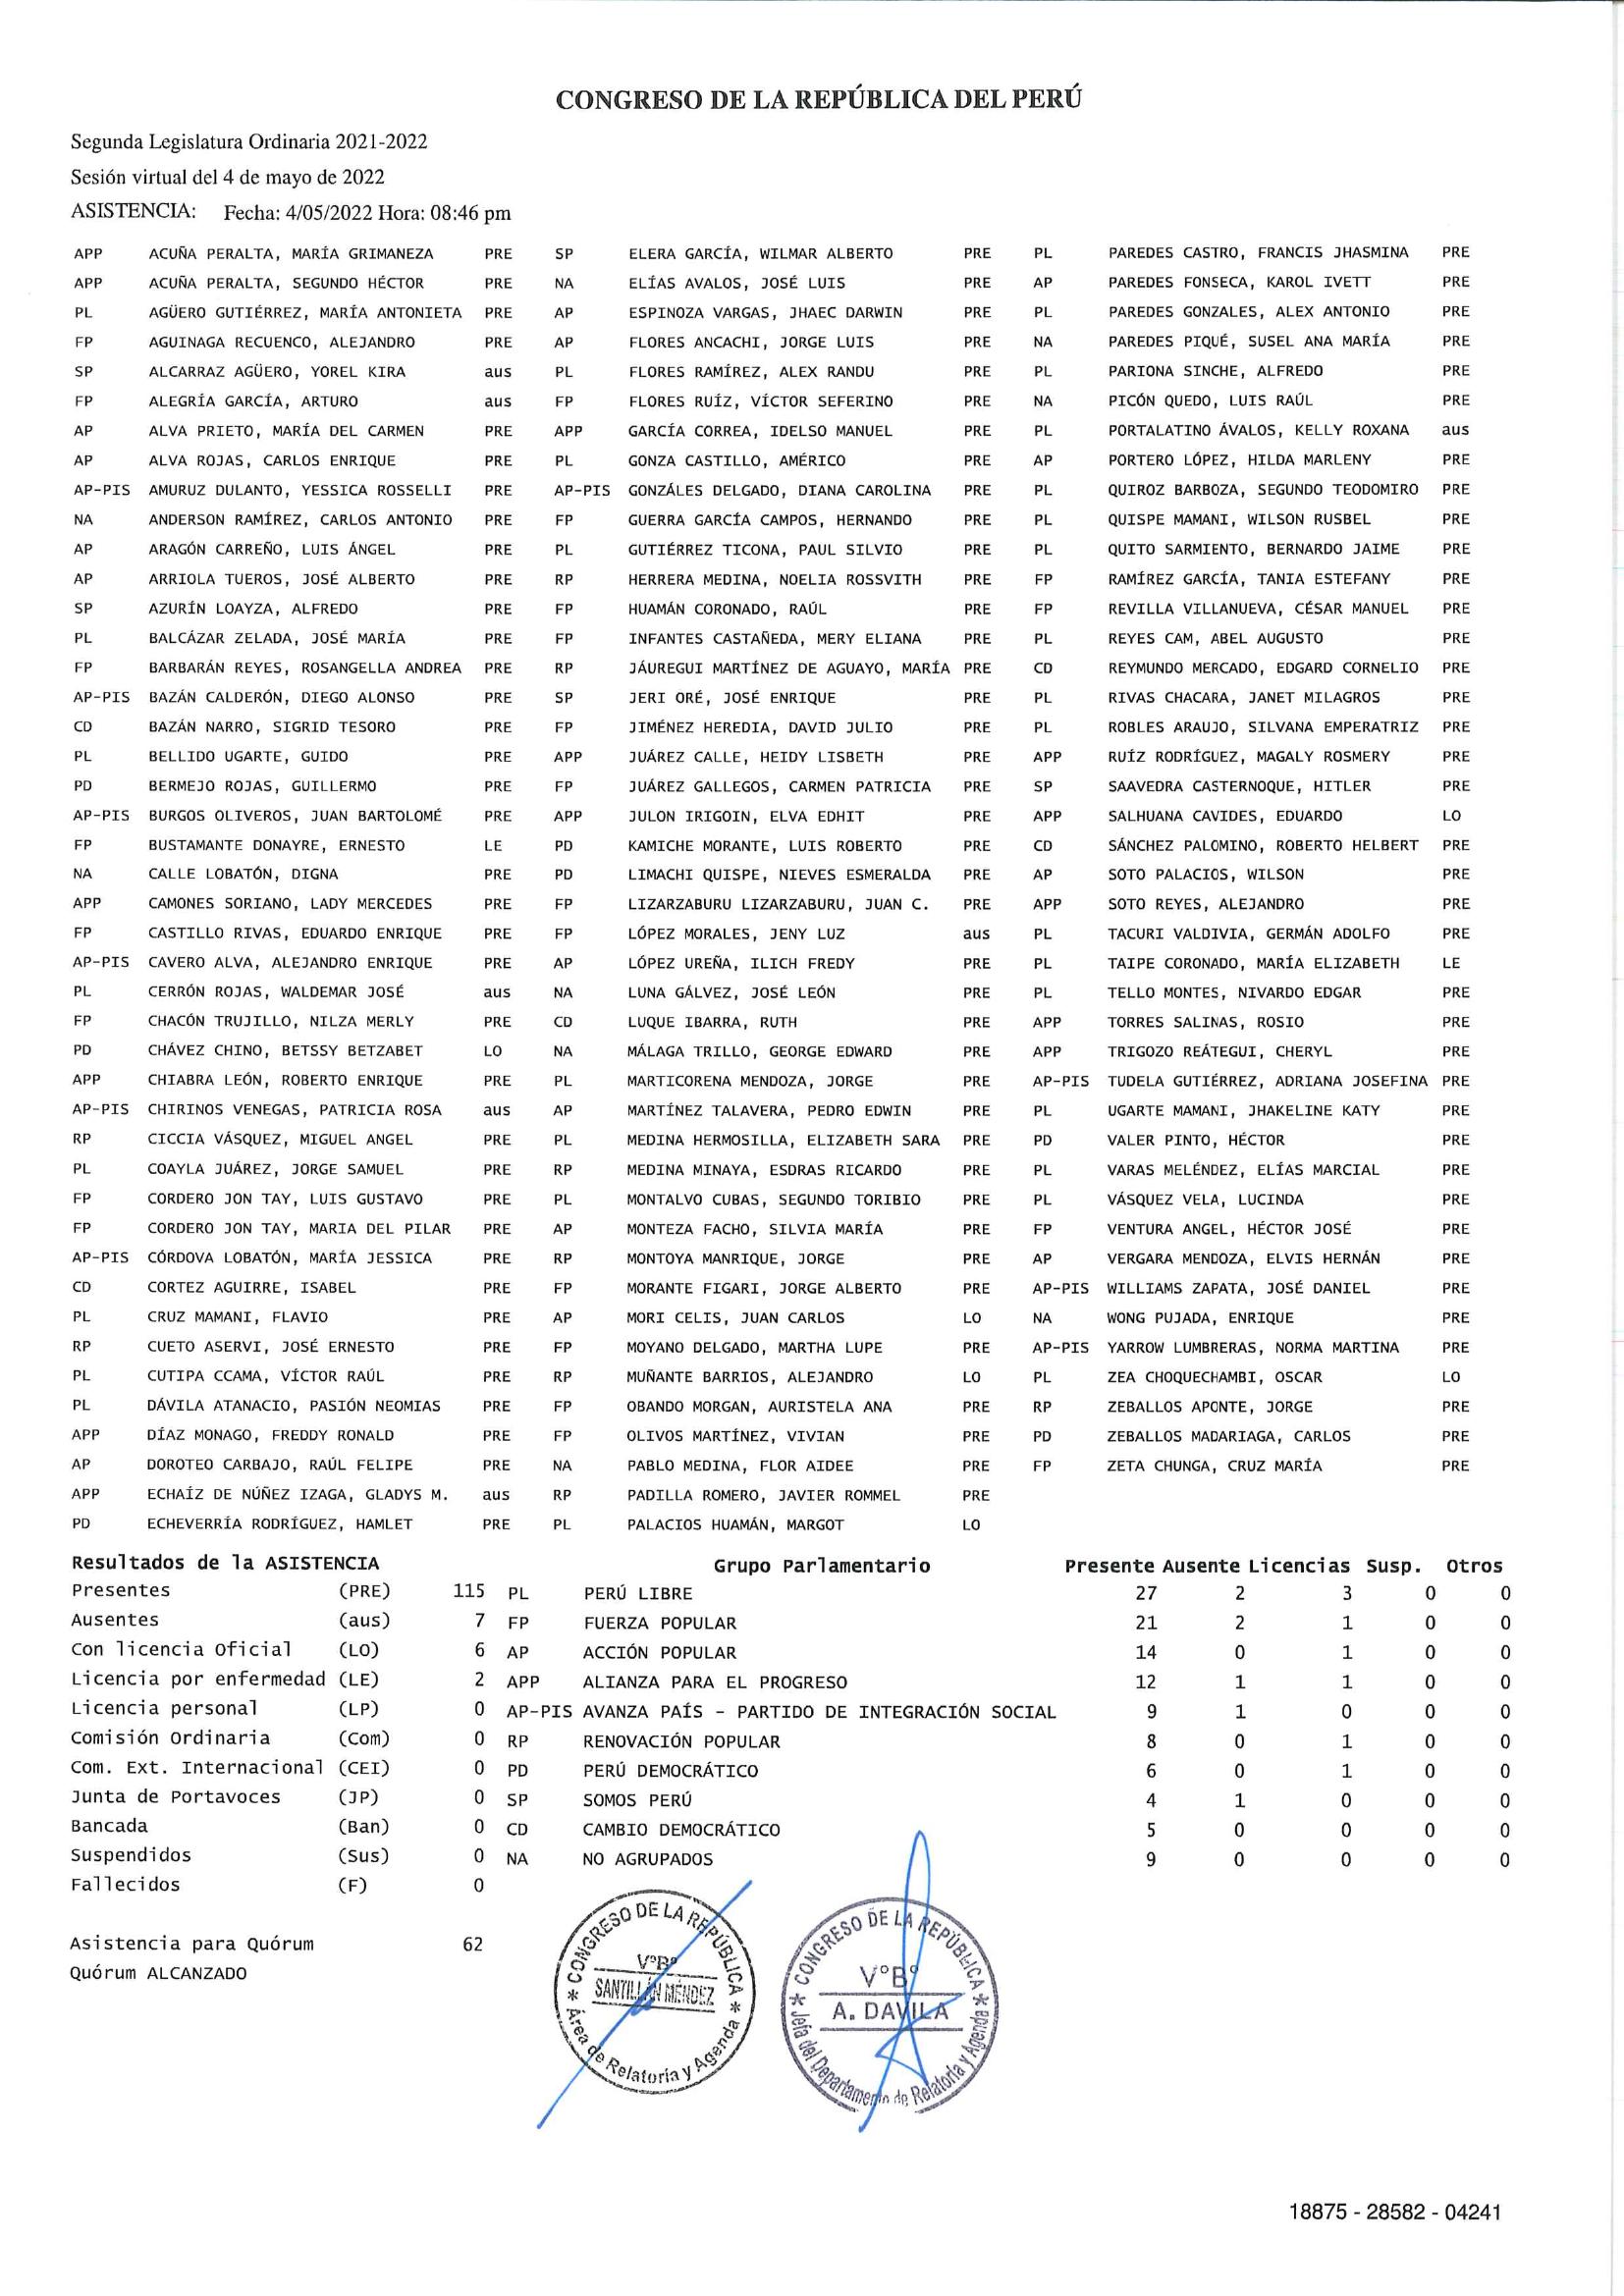 CONGRESO DE LA REPÚBLICA DEL PERÚ
Segunda Legislatura Ordinaria 2021-2022
Sesión virtual del 4 de mayo de 2022
ASISTENCIA: Fecha: 4/05/2022 Hora: 08:46 pm
APP ACUÑA PERALTA, MARÍA GRIMANEZA PRE SP ELERA GARCÍA, WILMAR ALBERTO PRE PL PAREDES CASTRO, FRANCIS JHASMINA PRE
APP ACUÑA PERALTA, SEGUNDO HÉCTOR PRE NA ELÍAS AVALOS, JOSÉ LUIS PRE AP PAREDES FONSECA, KAROL IVETT PRE
PL AGÜERO GUTIÉRREZ, MARÍA ANTONIETA PRE AP ESPINOZA VARGAS, JHAEC DARWIN PRE PL PAREDES GONZALES, ALEX ANTONIO PRE
FP AGUINAGA RECUENCO, ALEJANDRO PRE AP FLORES ANCACHI, JORGE LUIS PRE NA PAREDES PIQUÉ, SUSEL ANA MARÍA PRE
SP ALCARRAZ AGÜERO, YOREL KIRA aus PL FLORES RAMÍREZ, ALEX RANDU PRE PL PARIONA SINCHE, ALFREDO PRE
FP ALEGRÍA GARCÍA, ARTURO aus FP FLORES RUÍZ, VÍCTOR SEFERINO PRE NA PICÓN QUEDO, LUIS RAÚL PRE
AP ALVA PRIETO, MARÍA DEL CARMEN PRE APP GARCÍA CORREA, IDELSO MANUEL PRE PL PORTALATINO ÁVALOS, KELLY ROXANA aus
AP ALVA ROJAS, CARLOS ENRIQUE PRE PL GONZA CASTILLO, AMÉRICO PRE AP PORTERO LÓPEZ, HILDA MARLENY PRE
AP-PIS AMURUZ DULANTO, YESSICA ROSSELLI PRE AP-PIS GONZÁLES DELGADO, DIANA CAROLINA PRE PL QUIROZ BARBOZA, SEGUNDO TEODOMIRO PRE
NA ANDERSON RAMÍREZ, CARLOS ANTONIO PRE FP GUERRA GARCÍA CAMPOS, HERNANDO PRE PL QUISPE MAMANI, WILSON RUSBEL PRE
AP ARAGÓN CARREÑO, LUIS ÁNGEL PRE PL GUTIÉRREZ TICONA, PAUL SILVIO PRE PL QUITO SARMIENTO, BERNARDO JAIME PRE
AP ARRIOLA TUEROS, JOSÉ ALBERTO PRE RP HERRERA MEDINA, NOELIA ROSSVITH PRE FP RAMÍREZ GARCÍA, TANIA ESTEFANY PRE
SP AZURÍN LOAYZA, ALFREDO PRE FP HUAMÁN CORONADO, RAÚL PRE FP REVILLA VILLANUEVA, CÉSAR MANUEL PRE
PL BALCÁZAR ZELADA, JOSÉ MARÍA PRE FP INFANTES CASTAÑEDA, MERY ELIANA PRE PL REYES CAM, ABEL AUGUSTO PRE
FP BARBARÁN REYES, ROSANGELLA ANDREA PRE RP JÁUREGUI MARTÍNEZ DE AGUAYO, MARÍA PRE CD REYMUNDO MERCADO, EDGARD CORNELIO PRE
AP-PIS BAZÁN CALDERÓN, DIEGO ALONSO PRE SP JERI ORÉ, JOSÉ ENRIQUE PRE PL RIVAS CHACARA, JANET MILAGROS PRE
CD BAZÁN NARRO, SIGRID TESORO PRE FP JIMÉNEZ HEREDIA, DAVID JULIO PRE PL ROBLES ARAUJO, SILVANA EMPERATRIZ PRE
PL BELLIDO UGARTE, GUIDO PRE APP JUÁREZ CALLE, HEIDY LISBETH PRE APP RUÍZ RODRÍGUEZ, MAGALY ROSMERY PRE
PD BERMEJO ROJAS, GUILLERMO PRE FP JUÁREZ GALLEGOS, CARMEN PATRICIA PRE SP SAAVEDRA CASTERNOQUE, HITLER PRE
AP-PIS BURGOS OLIVEROS, JUAN BARTOLOMÉ PRE APP JULON IRIGOIN, ELVA EDHIT PRE APP SALHUANA CAVIDES, EDUARDO LO
FP BUSTAMANTE DONAYRE, ERNESTO LE PD KAMICHE MORANTE, LUIS ROBERTO PRE CD SÁNCHEZ PALOMINO, ROBERTO HELBERT PRE
NA CALLE LOBATÓN, DIGNA PRE PD LIMACHI QUISPE, NIEVES ESMERALDA PRE AP SOTO PALACIOS, WILSON PRE
APP CAMONES SORIANO, LADY MERCEDES PRE FP LIZARZABURU LIZARZABURU, JUAN C. PRE APP SOTO REYES, ALEJANDRO PRE
FP CASTILLO RIVAS, EDUARDO ENRIQUE PRE FP LÓPEZ MORALES, JENY LUZ aus PL TACURI VALDIVIA, GERMÁN ADOLFO PRE
AP-PIS CAVERO ALVA, ALEJANDRO ENRIQUE PRE AP LÓPEZ UREÑA, ILICH FREDY PRE PL TAIPE CORONADO, MARÍA ELIZABETH LE
PL CERRÓN ROJAS, WALDEMAR JOSÉ aus NA LUNA GÁLVEZ, JOSÉ LEÓN PRE PL TELLO MONTES, NIVARDO EDGAR PRE
FP CHACÓN TRUJILLO, NILZA MERLY PRE CD LUQUE IBARRA, RUTH PRE APP TORRES SALINAS, ROSIO PRE
PD CHÁVEZ CHINO, BETSSY BETZABET LO NA MÁLAGA TRILLO, GEORGE EDWARD PRE APP TRIGOZO REÁTEGUI, CHERYL PRE
APP CHIABRA LEÓN, ROBERTO ENRIQUE PRE PL MARTICORENA MENDOZA, JORGE PRE AP-PIS TUDELA GUTIÉRREZ, ADRIANA JOSEFINA PRE
AP-PIS CHIRINOS VENEGAS, PATRICIA ROSA aus AP MARTÍNEZ TALAVERA, PEDRO EDWIN PRE PL UGARTE MAMANI, JHAKELINE KATY PRE
RP CICCIA VÁSQUEZ, MIGUEL ANGEL PRE PL MEDINA HERMOSILLA, ELIZABETH SARA PRE PD VALER PINTO, HÉCTOR PRE
PL COAYLA JUÁREZ, JORGE SAMUEL PRE RP MEDINA MINAYA, ESDRAS RICARDO PRE PL VARAS MELÉNDEZ, ELÍAS MARCIAL PRE
FP CORDERO JON TAY, LUIS GUSTAVO PRE PL MONTALVO CUBAS, SEGUNDO TORIBIO PRE PL VÁSQUEZ VELA, LUCINDA PRE
FP CORDERO JON TAY, MARIA DEL PILAR PRE AP MONTEZA FACHO, SILVIA MARÍA PRE FP VENTURA ANGEL, HÉCTOR JOSÉ PRE
AP-PIS CÓRDOVA LOBATÓN, MARÍA JESSICA PRE RP MONTOYA MANRIQUE, JORGE PRE AP VERGARA MENDOZA, ELVIS HERNÁN PRE
CD CORTEZ AGUIRRE, ISABEL PRE FP MORANTE FIGARI, JORGE ALBERTO PRE AP-PIS WILLIAMS ZAPATA, JOSÉ DANIEL PRE
PL CRUZ MAMANI, FLAVIO PRE AP MORI CELIS, JUAN CARLOS LO NA WONG PUJADA, ENRIQUE PRE
RP CUETO ASERVI, JOSÉ ERNESTO PRE FP MOYANO DELGADO, MARTHA LUPE PRE AP-PIS YARROW LUMBRERAS, NORMA MARTINA PRE
PL CUTIPA CCAMA, VÍCTOR RAÚL PRE RP MUÑANTE BARRIOS, ALEJANDRO LO PL ZEA CHOQUECHAMBI, OSCAR LO
PL DÁVILA ATANACIO, PASIÓN NEOMIAS PRE FP OBANDO MORGAN, AURISTELA ANA PRE RP ZEBALLOS APONTE, JORGE PRE
APP DÍAZ MONAGO, FREDDY RONALD PRE FP OLIVOS MARTÍNEZ, VIVIAN PRE PD ZEBALLOS MADARIAGA, CARLOS PRE
AP DOROTEO CARBAJO, RAÚL FELIPE PRE NA PABLO MEDINA, FLOR AIDEE PRE FP ZETA CHUNGA, CRUZ MARÍA PRE
APP ECHAÍZ DE NÚÑEZ IZAGA, GLADYS M. aus RP PADILLA ROMERO, JAVIER ROMMEL PRE
PD ECHEVERRÍA RODRÍGUEZ, HAMLET PRE PL PALACIOS HUAMÁN, MARGOT LO
Resultados de la ASISTENCIA Grupo Parlamentario Presente Ausente Licencias Susp. Otros
Presentes (PRE) 115 PL PERÚ LIBRE 27 2 3 0 0
Ausentes (aus) 7 FP FUERZA POPULAR 21 2 1 0 0
Con licencia Oficial (LO) 6 AP ACCIÓN POPULAR 14 0 1 0 0
Licencia por enfermedad (LE) 2 APP ALIANZA PARA EL PROGRESO 12 1 1 0 0
Licencia personal (LP) 0 AP-PIS AVANZA PAÍS - PARTIDO DE INTEGRACIÓN SOCIAL 9 1 0 0 0
Comisión Ordinaria (Com) 0 RP RENOVACIÓN POPULAR 8 0 1 0 0
Com. Ext. Internacional (CEI) 0 PD PERÚ DEMOCRÁTICO 6 0 1 0 0
Junta de Portavoces (JP) 0 SP SOMOS PERÚ 4 1 0 0 0
Bancada (Ban) 0 CD CAMBIO DEMOCRÁTICO 5 0 0 0 0
Suspendidos (Sus) 0 NA NO AGRUPADOS 9 0 0 0 0
Fallecidos (F) 0
Asistencia para Quórum 62
Quórum ALCANZADO
* CONGRESO DE LA REPÚBLICA *
V°B°
SANTILLÁN MÉNDEZ
Área de Relatoría y Agenda
* CONGRESO DE LA REPÚBLICA *
V°B°
A. DAVILA
Jefa del Departamento de Relatoría y Agenda
18875 - 28582 - 04241